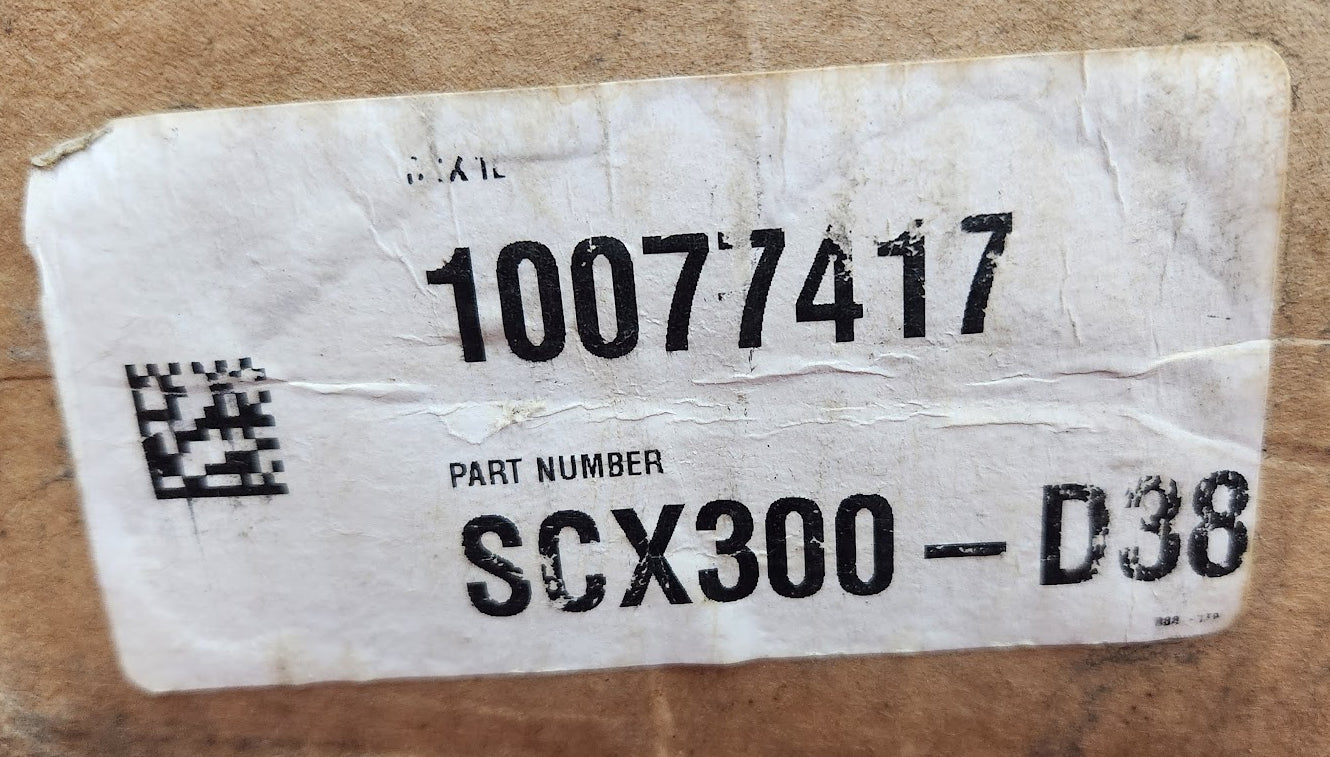 10077417
PART NUMBER
SCX300 - D38